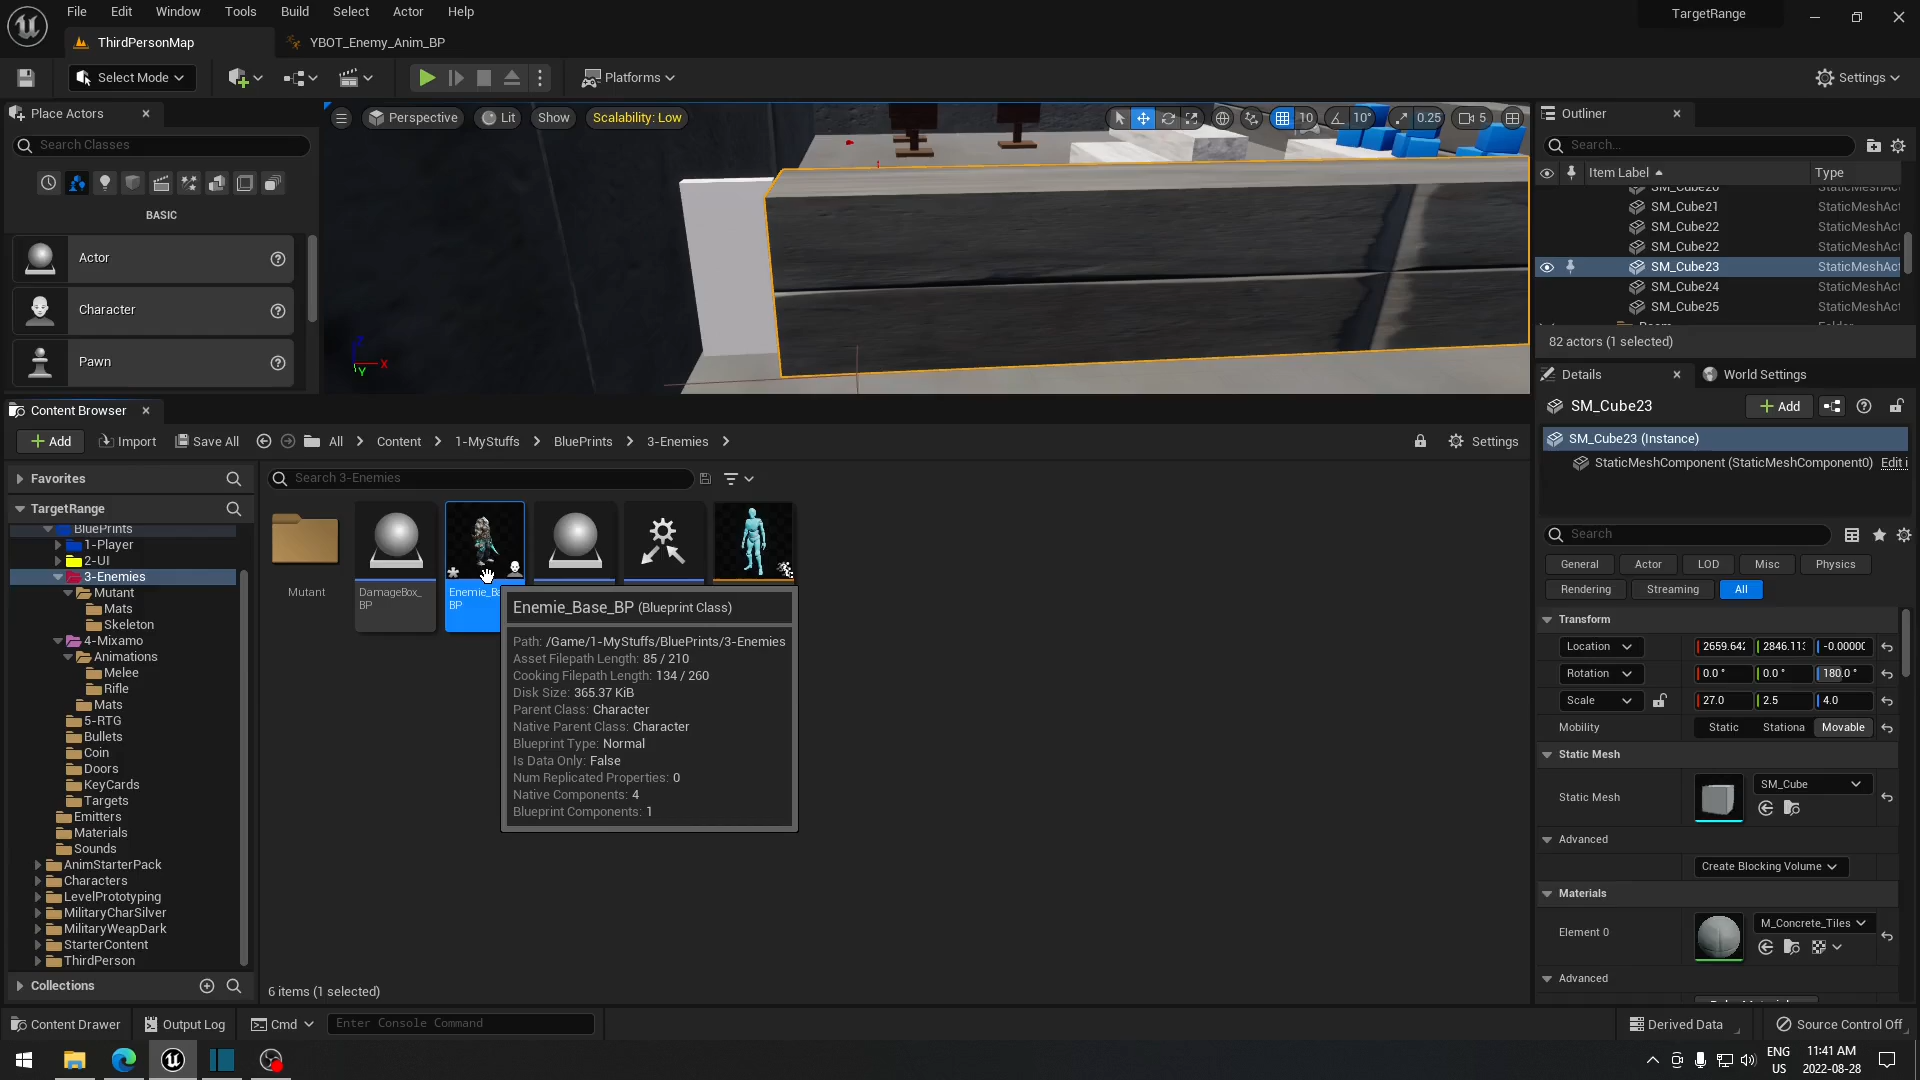 File Edit Window Tools Build Select Actor Help
TargetRange
ThirdPersonMap
YBOT_Enemy_Anim_BP
Select Mode
Platforms
Settings
Place Actors
Search Classes
BASIC
Actor
Character
Pawn
Perspective
Lit
Show
Scalability: Low
10
10°
0.25
5
X
Y
Outliner
Search...
Item Label
Type
SM_Cube20 StaticMeshAct
SM_Cube21 StaticMeshAct
SM_Cube22 StaticMeshAct
SM_Cube22 StaticMeshAct
SM_Cube23 StaticMeshAct
SM_Cube24 StaticMeshAct
SM_Cube25 StaticMeshAct
Folder
82 actors (1 selected)
Details
World Settings
SM_Cube23
Add
SM_Cube23 (Instance)
StaticMeshComponent (StaticMeshComponent0) Edit i
Search
General Actor LOD Misc Physics
Rendering Streaming All
Transform
Location 2659.642 2846.113 -0.0000
Rotation 0.0 ° 0.0 ° 180.0 °
Scale 27.0 2.5 4.0
Mobility Static Stationa Movable
Static Mesh
Static Mesh
SM_Cube
Advanced
Create Blocking Volume
Materials
Element 0
M_Concrete_Tiles
Advanced
Content Browser
Add Import Save All
All Content 1-MyStuffs BluePrints 3-Enemies
Settings
Favorites
TargetRange
BluePrints
1-Player
2-UI
3-Enemies
Mutant
Mats
Skeleton
4-Mixamo
Animations
Melee
Rifle
Mats
5-RTG
Bullets
Coin
Doors
KeyCards
Targets
Emitters
Materials
Sounds
AnimStarterPack
Characters
LevelPrototyping
MilitaryCharSilver
MilitaryWeapDark
StarterContent
ThirdPerson
Collections
Search 3-Enemies
Mutant
DamageBox_
BP
Enemie_Ba
BP
Enemie_Base_BP (Blueprint Class)
Path: /Game/1-MyStuffs/BluePrints/3-Enemies
Asset Filepath Length: 85 / 210
Cooking Filepath Length: 134 / 260
Disk Size: 365.37 KiB
Parent Class: Character
Native Parent Class: Character
Blueprint Type: Normal
Is Data Only: False
Num Replicated Properties: 0
Native Components: 4
Blueprint Components: 1
6 items (1 selected)
Content Drawer
Output Log
Cmd
Enter Console Command
Derived Data
Source Control Off
ENG
US
11:41 AM
2022-08-28